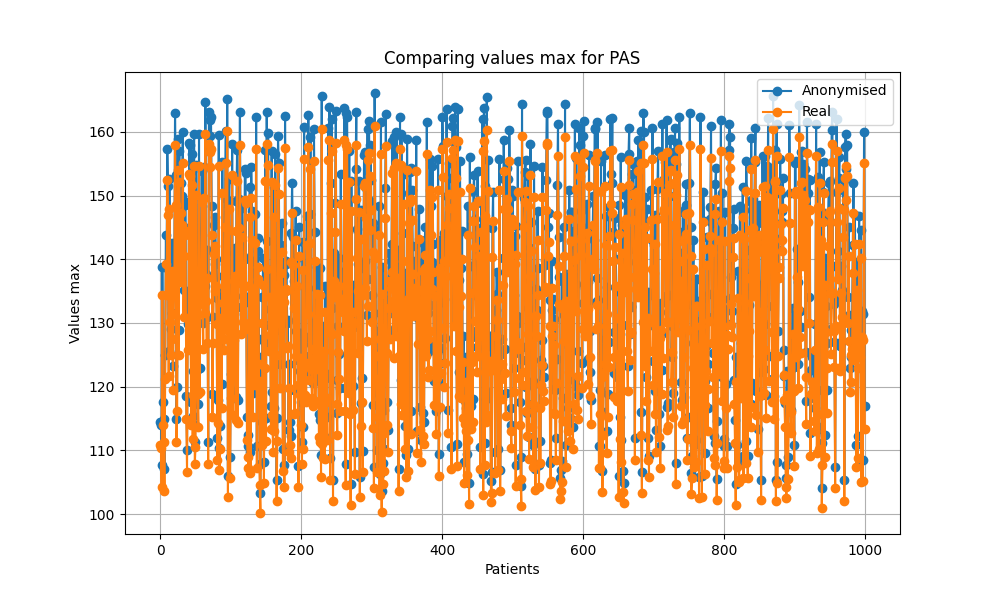 Comparing values max for PAS
Anonymised
Real
Values max
160
150
140
130
120
110
100
0 200 400 600 800 1000
Patients